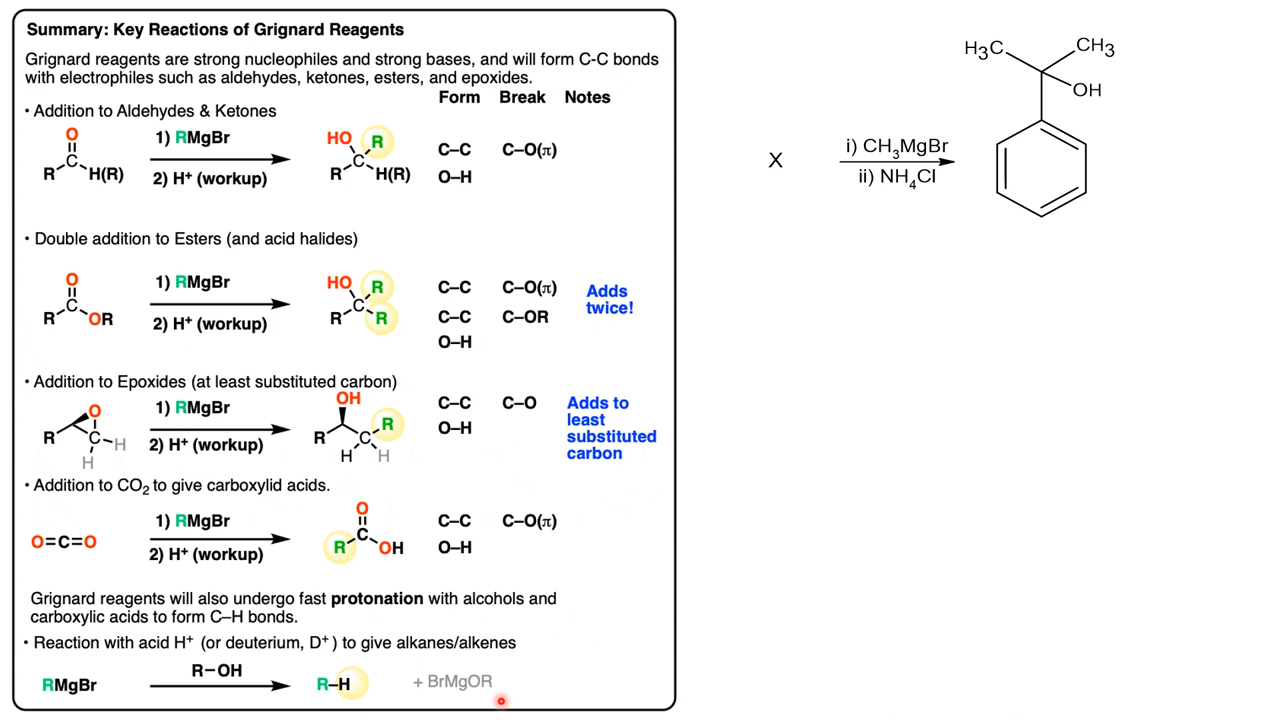 Summary: Key Reactions of Grignard Reagents
Grignard reagents are strong nucleophiles and strong bases, and will form C-C bonds
with electrophiles such as aldehydes, ketones, esters, and epoxides.
Form Break Notes
• Addition to Aldehydes & Ketones
O
R C H(R)
1) RMgBr
2) H⁺ (workup)
HO R
R C H(R)
C–C C–O(π)
O–H
• Double addition to Esters (and acid halides)
O
R C OR
1) RMgBr
2) H⁺ (workup)
HO R
R C R
C–C C–O(π)
C–C C–OR
O–H
Adds
twice!
• Addition to Epoxides (at least substituted carbon)
O
R C H
H
1) RMgBr
2) H⁺ (workup)
OH
R C R
H H
C–C C–O
O–H
Adds to
least
substituted
carbon
• Addition to CO₂ to give carboxylid acids.
O=C=O
1) RMgBr
2) H⁺ (workup)
O
R C OH
C–C C–O(π)
O–H
Grignard reagents will also undergo fast protonation with alcohols and
carboxylic acids to form C–H bonds.
• Reaction with acid H⁺ (or deuterium, D⁺) to give alkanes/alkenes
RMgBr
R–OH
R–H + BrMgOR
X
i) CH₃MgBr
ii) NH₄Cl
H₃C CH₃
OH